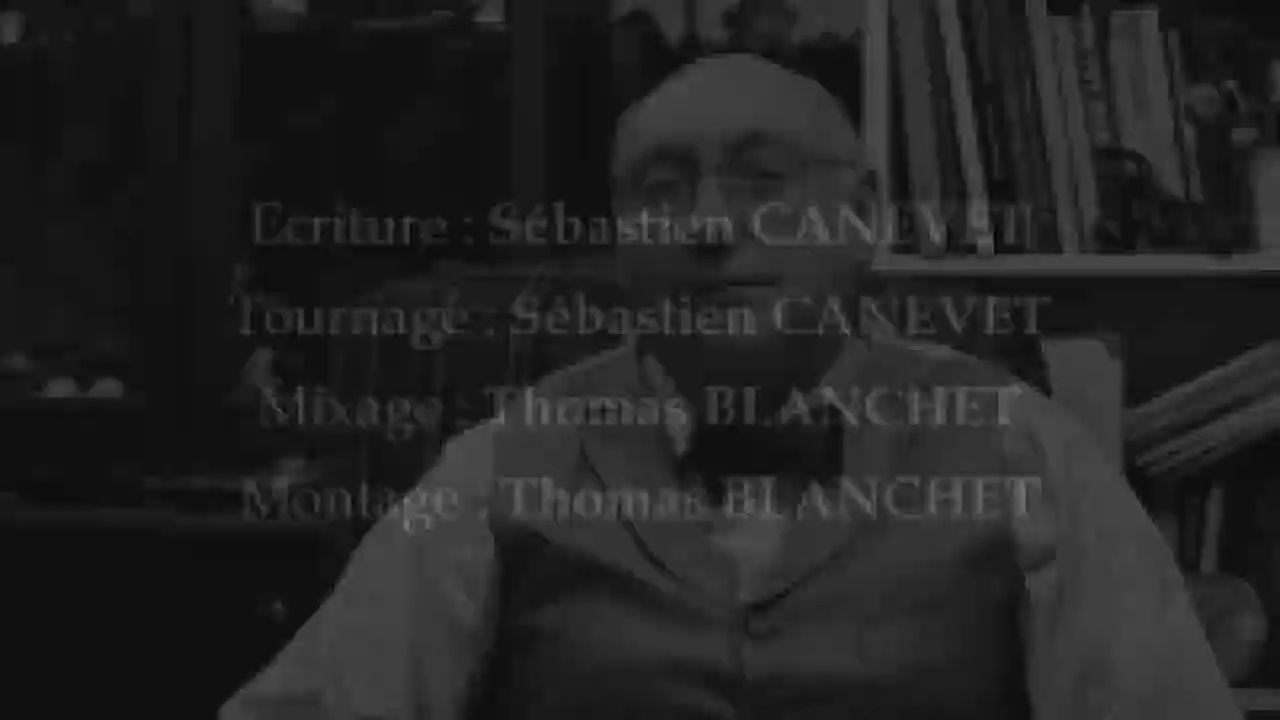 Ecriture : Sébastien CANEVET
Tournage : Sébastien CANEVET
Mixage : Thomas BLANCHET
Montage : Thomas BLANCHET